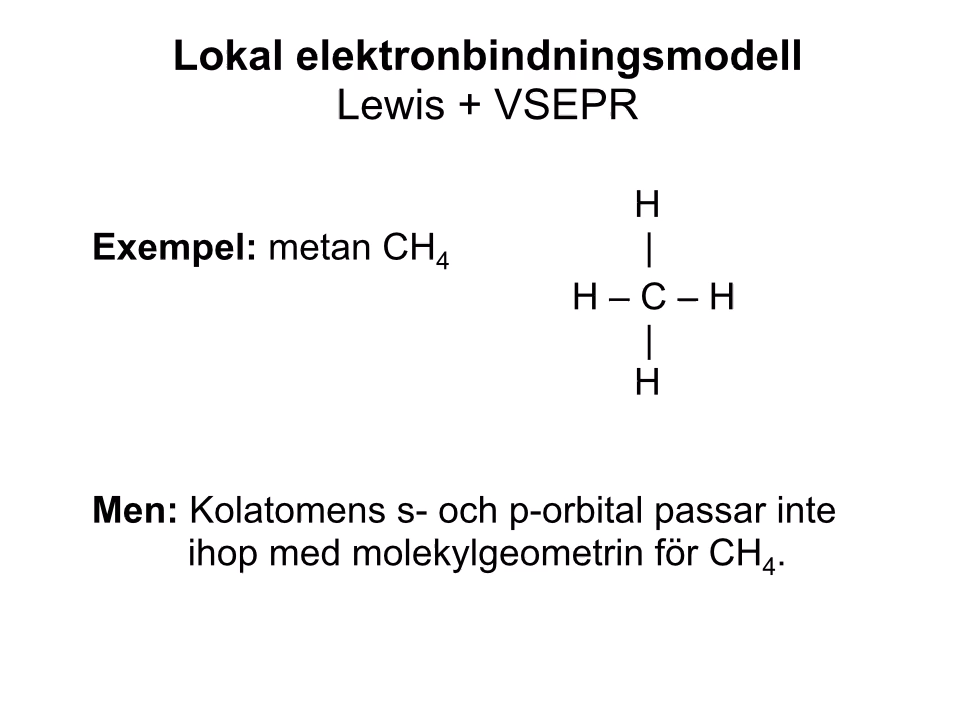 Lokal elektronbindningsmodell
Lewis + VSEPR
H
Exempel: metan CH₄ |
H – C – H
|
H
Men: Kolatomens s- och p-orbital passar inte
ihop med molekylgeometrin för CH₄.